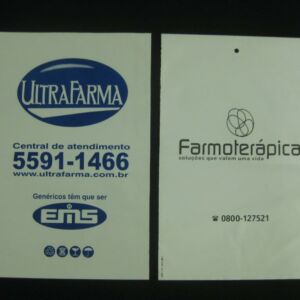 ULTRAFARMA
Central de atendimento
5591-1466
www.ultrafarma.com.br
Genéricos têm que ser
EMS
Farmoterápica
soluções que valem uma vida
☎ 0800-127521